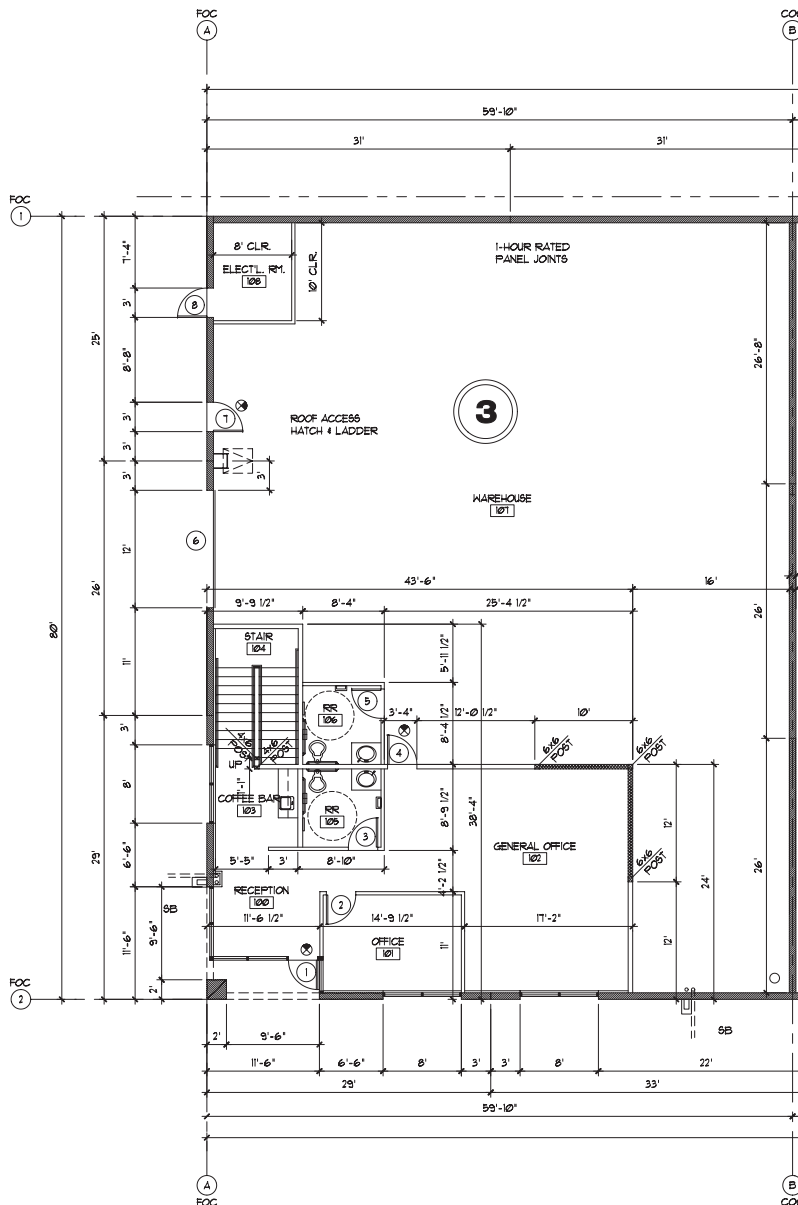 FOC
A
COL
B
59'-10"
31'
31'
FOC
1
8' CLR.
ELECT'L. RM.
108
10' CLR.
1-HOUR RATED
PANEL JOINTS
7'-4"
3'
8
25'
8'-8"
26'-8"
3
3'
7
ROOF ACCESS
HATCH & LADDER
3'
3'
3'
WAREHOUSE
107
6
12'
43'-6"
16'
26'
26'
80'
9'-9 1/2"
8'-4"
25'-4 1/2"
STAIR
104
11'
5'-11 1/2"
RR
106
5
3'-4"
12'-0 1/2"
10'
3'
8'-4 1/2"
4
4x6
POST
4x6
POST
6x6
POST
6x6
POST
UP
11'-1"
COFFEE BAR
103
8'
RR
105
3
8'-9 1/2"
38'-4"
12'
GENERAL OFFICE
102
6x6
POST
24'
29'
6'-6"
5'-5"
3'
8'-10"
26'
4'-2 1/2"
RECEPTION
100
SB
11'-6 1/2"
2
14'-9 1/2"
17'-2"
11'-6"
9'-6"
OFFICE
101
11'
12'
1
2'
FOC
2
SB
2'
9'-6"
11'-6"
6'-6"
8'
3'
3'
8'
22'
29'
33'
59'-10"
A
FOC
B
COL